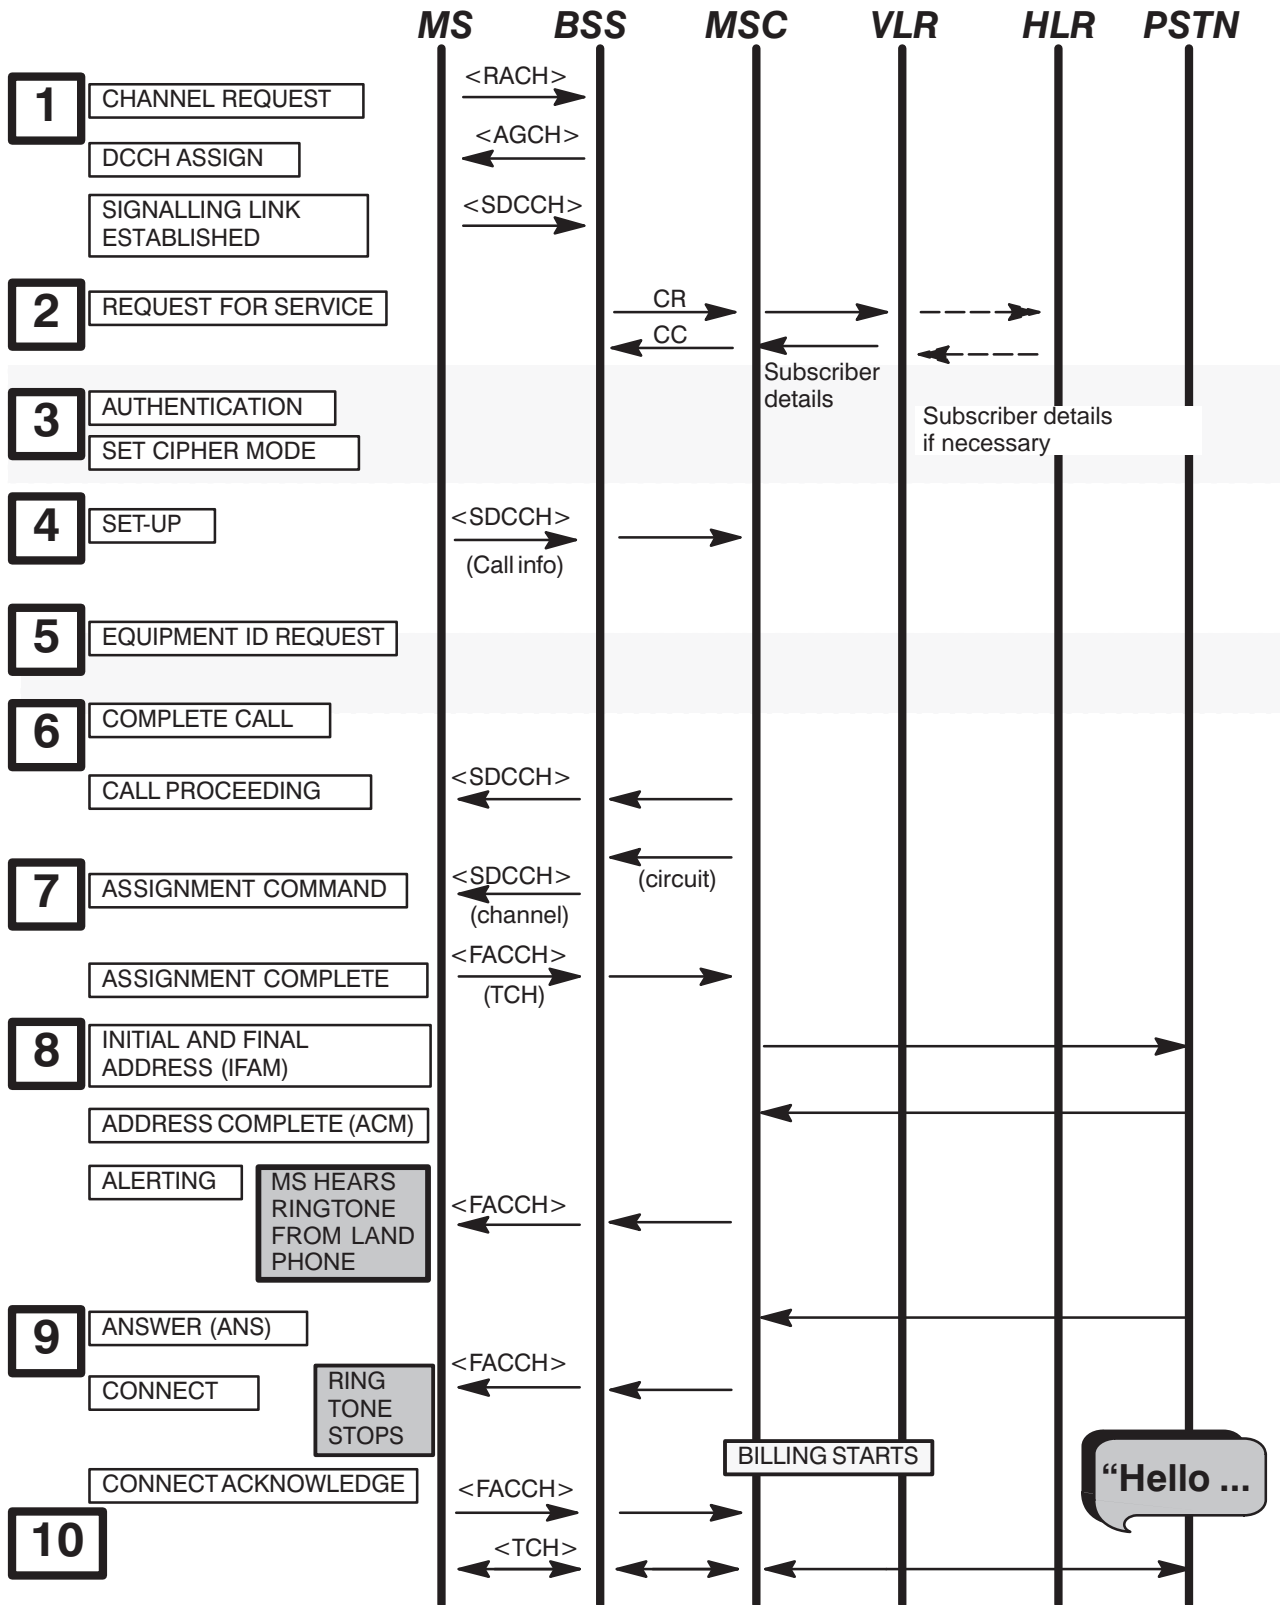 MS BSS MSC VLR HLR PSTN
1 CHANNEL REQUEST <RACH>
DCCH ASSIGN <AGCH>
SIGNALLING LINK
ESTABLISHED
<SDCCH>
2 REQUEST FOR SERVICE CR
CC
Subscriber
details
Subscriber details
if necessary
3 AUTHENTICATION
SET CIPHER MODE
4 SET-UP <SDCCH>
(Call info)
5 EQUIPMENT ID REQUEST
6 COMPLETE CALL
CALL PROCEEDING <SDCCH>
7 ASSIGNMENT COMMAND <SDCCH> (circuit)
(channel)
ASSIGNMENT COMPLETE <FACCH>
(TCH)
8 INITIAL AND FINAL
ADDRESS (IFAM)
ADDRESS COMPLETE (ACM)
ALERTING
MS HEARS
RINGTONE
FROM LAND
PHONE
<FACCH>
9 ANSWER (ANS)
CONNECT
RING
TONE
STOPS
<FACCH>
BILLING STARTS
“Hello ...
CONNECT ACKNOWLEDGE <FACCH>
10 <TCH>